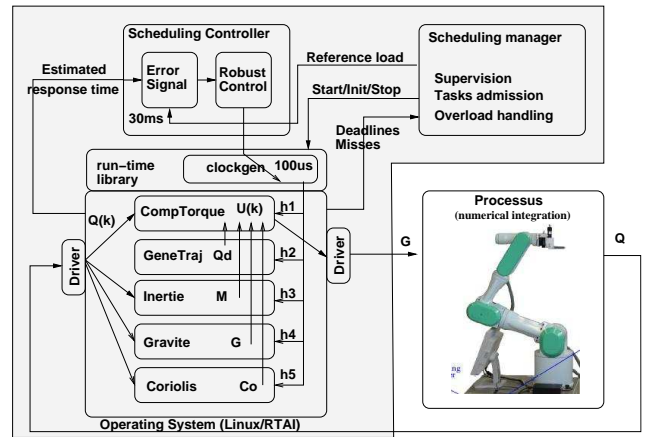 Scheduling Controller
Scheduling manager
Estimated
response time
Error
Signal
Robust
Control
30ms
Reference load
Start/Init/Stop
Supervision
Tasks admission
Overload handling
Deadlines
Misses
run-time
library
clockgen
100us
Q(k)
CompTorque
U(k)
h1
GeneTraj
Qd
h2
Inertie
M
h3
Gravite
G
h4
Coriolis
Co
h5
Driver
Driver
G
Processus
(numerical integration)
Q
Operating System (Linux/RTAI)